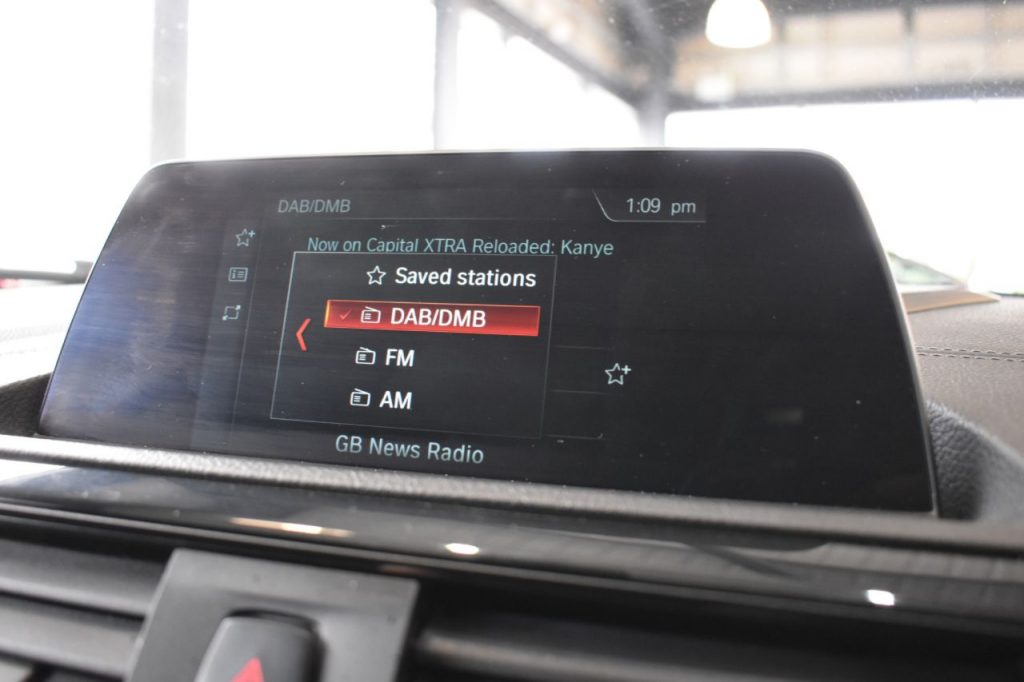 DAB/DMB
1:09 pm
Now on Capital XTRA Reloaded: Kanye
Saved stations
DAB/DMB
FM
AM
GB News Radio